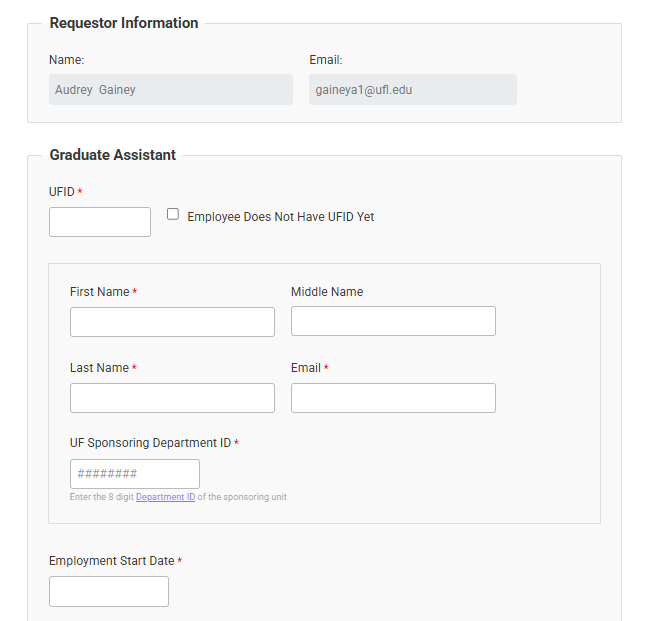 Requestor Information
Name: Email:
Audrey Gainey gaineya1@ufl.edu
Graduate Assistant
UFID *
Employee Does Not Have UFID Yet
First Name * Middle Name
Last Name * Email *
UF Sponsoring Department ID *
########
Enter the 8 digit Department ID of the sponsoring unit
Employment Start Date *